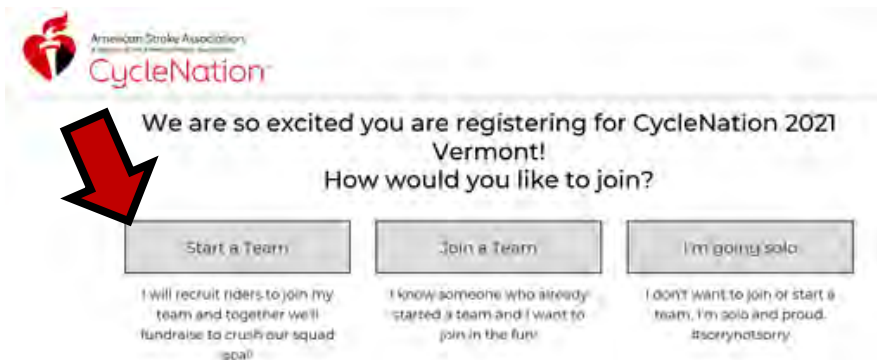 American Stroke Association
CycleNation
We are so excited you are registering for CycleNation 2021
Vermont!
How would you like to join?
Start a Team
Join a Team
I'm going solo
I will recruit riders to join my
team and together we'll
fundraise to crush our squad
goal!
I know someone who already
started a team and I want to
join in the fun!
I don't want to join or start a
team. I'm solo and proud.
#sorrynotsorry